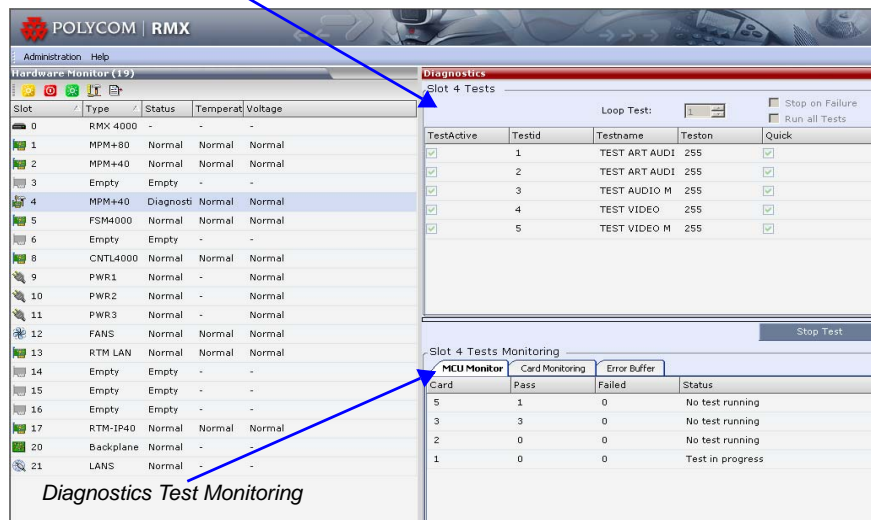 POLYCOM | RMX
Administration Help
Hardware Monitor (19)
Slot Type Status Temperat Voltage
0 RMX 4000 - - -
1 MPM+80 Normal Normal Normal
2 MPM+40 Normal Normal Normal
3 Empty Empty - -
4 MPM+40 Diagnosti Normal Normal
5 FSM4000 Normal Normal Normal
6 Empty Empty - -
8 CNTL4000 Normal Normal Normal
9 PWR1 Normal - Normal
10 PWR2 Normal - Normal
11 PWR3 Normal - Normal
12 FANS Normal Normal Normal
13 RTM LAN Normal Normal Normal
14 Empty Empty - -
15 Empty Empty - -
16 Empty Empty - -
17 RTM-IP40 Normal Normal Normal
20 Backplane Normal - -
21 LANS Normal - -
Diagnostics Test Monitoring
Diagnostics
Slot 4 Tests
Loop Test: 1
Stop on Failure
Run all Tests
TestActive Testid Testname Teston Quick
1 TEST ART AUDI 255
2 TEST ART AUDI 255
3 TEST AUDIO M 255
4 TEST VIDEO 255
5 TEST VIDEO M 255
Stop Test
Slot 4 Tests Monitoring
MCU Monitor Card Monitoring Error Buffer
Card Pass Failed Status
5 1 0 No test running
3 3 0 No test running
2 0 0 No test running
1 0 0 Test in progress